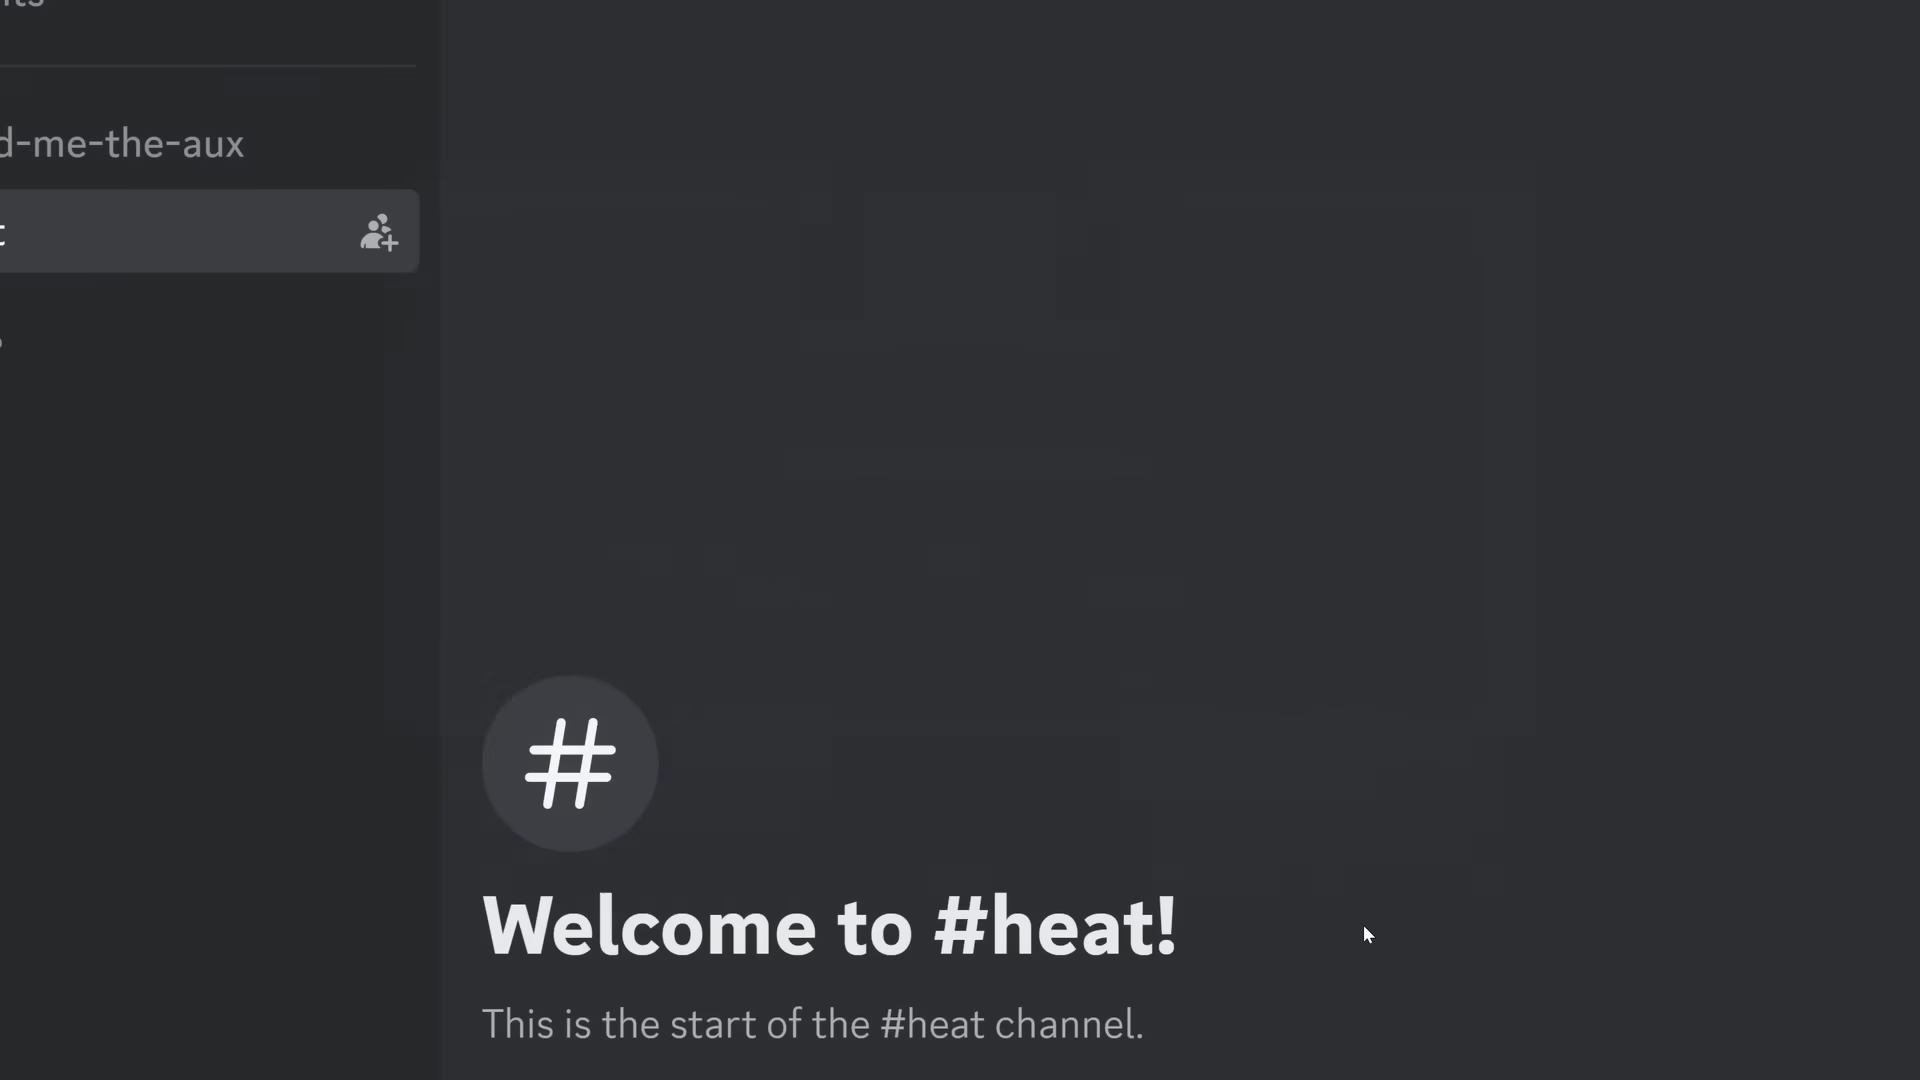 d-me-the-aux
#
Welcome to #heat!
This is the start of the #heat channel.